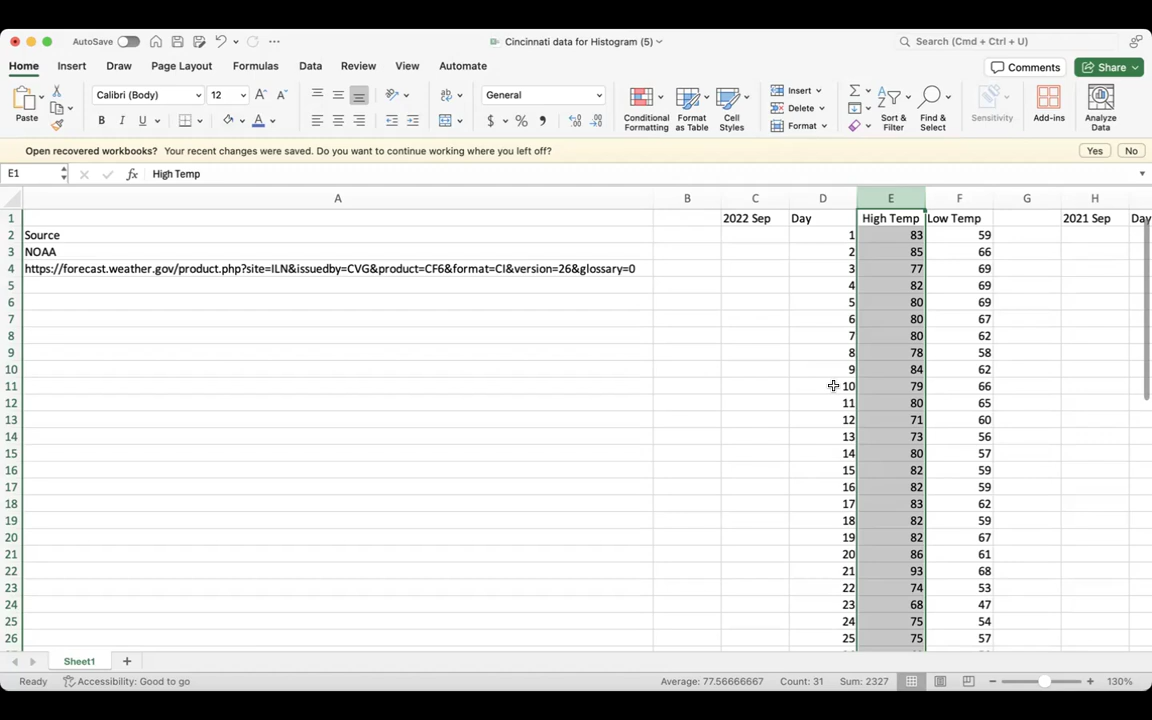 AutoSave
Cincinnati data for Histogram (5)
Search (Cmd + Ctrl + U)
Home Insert Draw Page Layout Formulas Data Review View Automate
Comments Share
Paste Calibri (Body) 12 General
B I U
$ %
Conditional Formatting
Format as Table
Cell Styles
Insert
Delete
Format
Sort & Filter
Find & Select
Sensitivity
Add-ins
Analyze Data
Open recovered workbooks? Your recent changes were saved. Do you want to continue working where you left off? Yes No
E1 fx High Temp
A B C D E F G H
1 2022 Sep Day High Temp Low Temp 2021 Sep Day
2 Source 1 83 59
3 NOAA 2 85 66
4 https://forecast.weather.gov/product.php?site=ILN&issuedby=CVG&product=CF6&format=CI&version=26&glossary=0 3 77 69
5 4 82 69
6 5 80 69
7 6 80 67
8 7 80 62
9 8 78 58
10 9 84 62
11 10 79 66
12 11 80 65
13 12 71 60
14 13 73 56
15 14 80 57
16 15 82 59
17 16 82 59
18 17 83 62
19 18 82 59
20 19 82 67
21 20 86 61
22 21 93 68
23 22 74 53
24 23 68 47
25 24 75 54
26 25 75 57
Sheet1
Ready Accessibility: Good to go Average: 77.56666667 Count: 31 Sum: 2327 130%